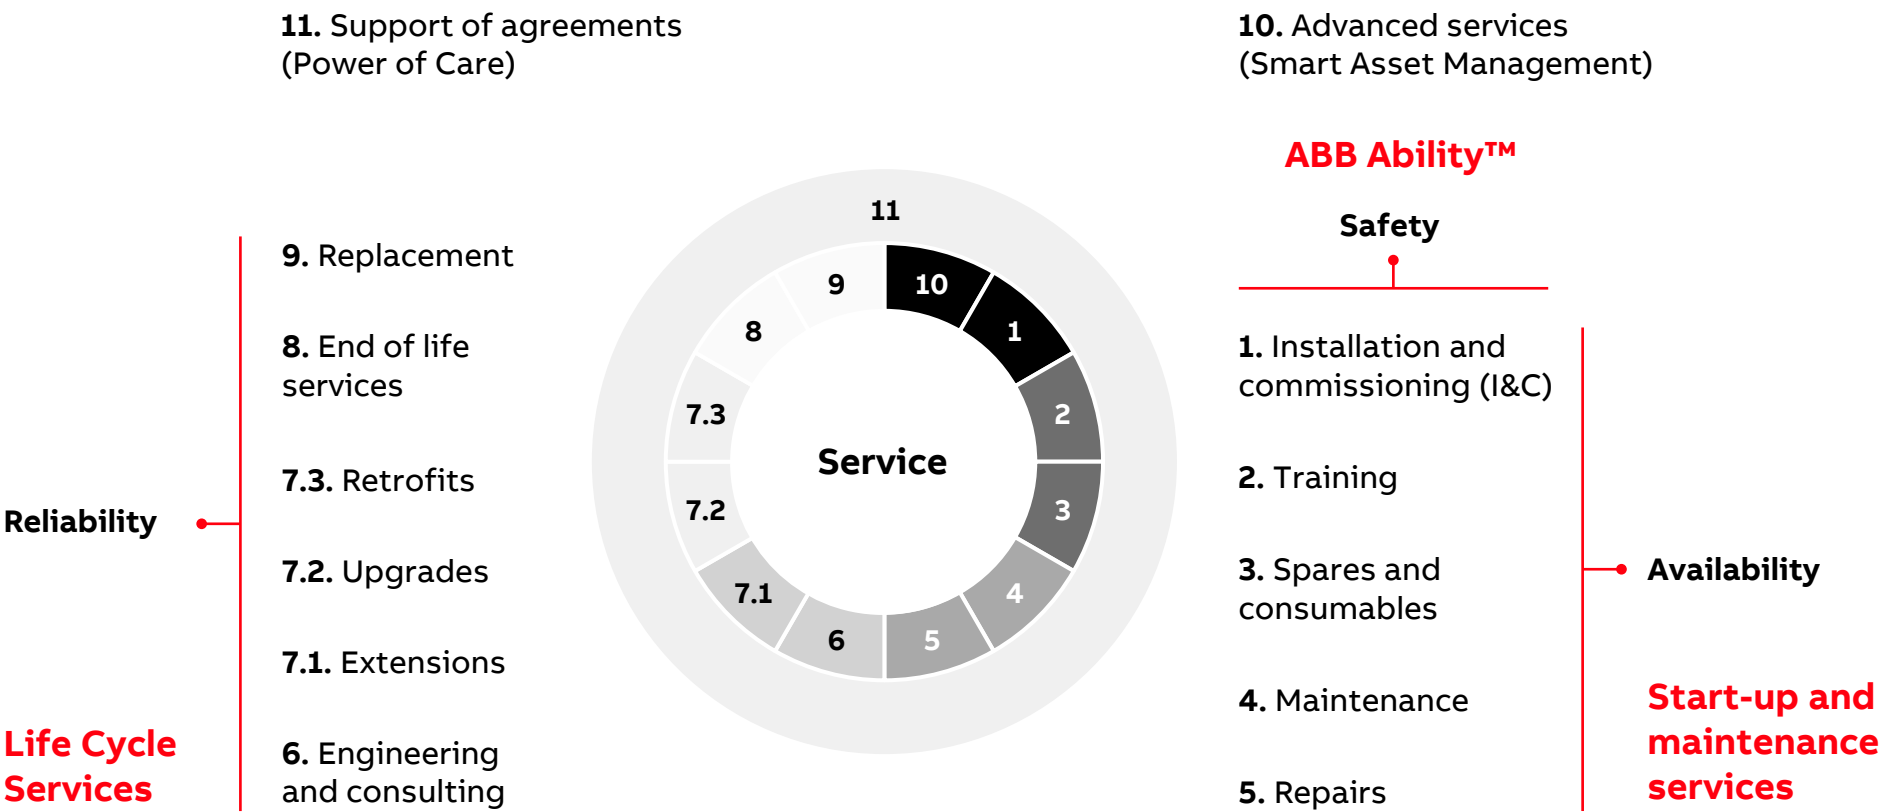 11. Support of agreements
(Power of Care)
10. Advanced services
(Smart Asset Management)
ABB Ability™
Safety
9. Replacement
8. End of life
services
7.3. Retrofits
7.2. Upgrades
7.1. Extensions
6. Engineering
and consulting
Reliability
Life Cycle
Services
11
9
10
8
1
7.3
2
Service
7.2
3
7.1
4
6
5
1. Installation and
commissioning (I&C)
2. Training
3. Spares and
consumables
4. Maintenance
5. Repairs
Availability
Start-up and
maintenance
services